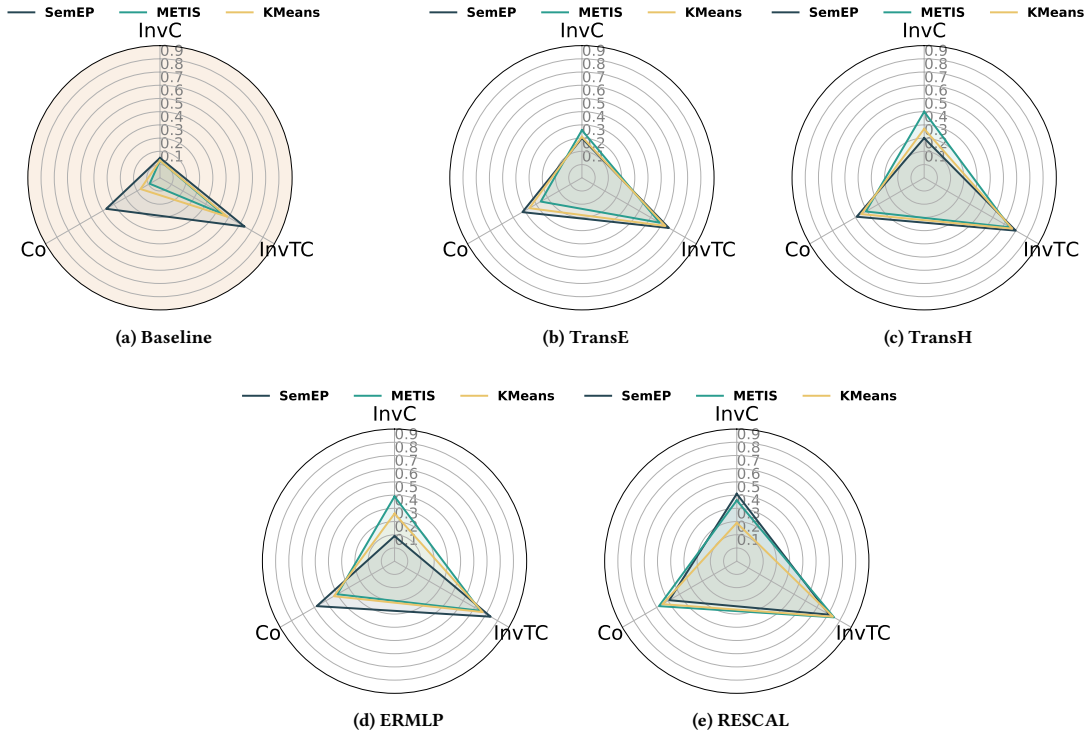 SemEP METIS KMeans SemEP METIS KMeans SemEP METIS KMeans
InvC InvC InvC
0.9 0.9 0.9
0.8 0.8 0.8
0.7 0.7 0.7
0.6 0.6 0.6
0.5 0.5 0.5
0.4 0.4 0.4
0.3 0.3 0.3
0.2 0.2 0.2
0.1 0.1 0.1
Co InvTC Co InvTC Co InvTC
(a) Baseline (b) TransE (c) TransH
SemEP METIS KMeans SemEP METIS KMeans
InvC InvC
0.9 0.9
0.8 0.8
0.7 0.7
0.6 0.6
0.5 0.5
0.4 0.4
0.3 0.3
0.2 0.2
0.1 0.1
Co InvTC Co InvTC
(d) ERMLP (e) RESCAL